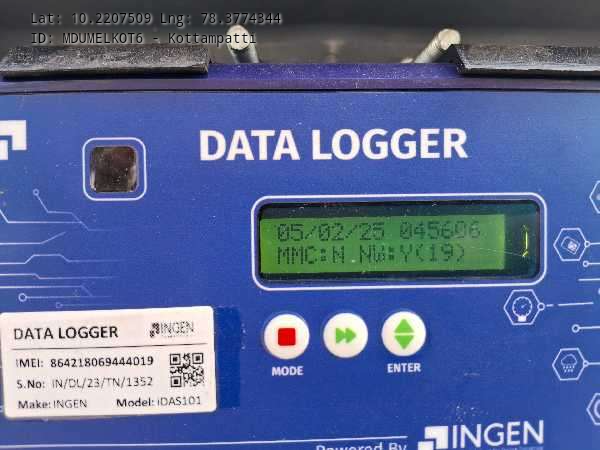 Lat: 10.2207509 Lng: 78.3774344
ID: MDUMELKOT6 - Kottampatti
DATA LOGGER
05/02/25 045606
MMC:N NW:Y(19)
MODE
ENTER
DATA LOGGER
INGEN
IMEI: 864218069444019
S.No: IN/DL/23/TN/1352
Make: INGEN Model: iDAS101
Powered By
INGEN